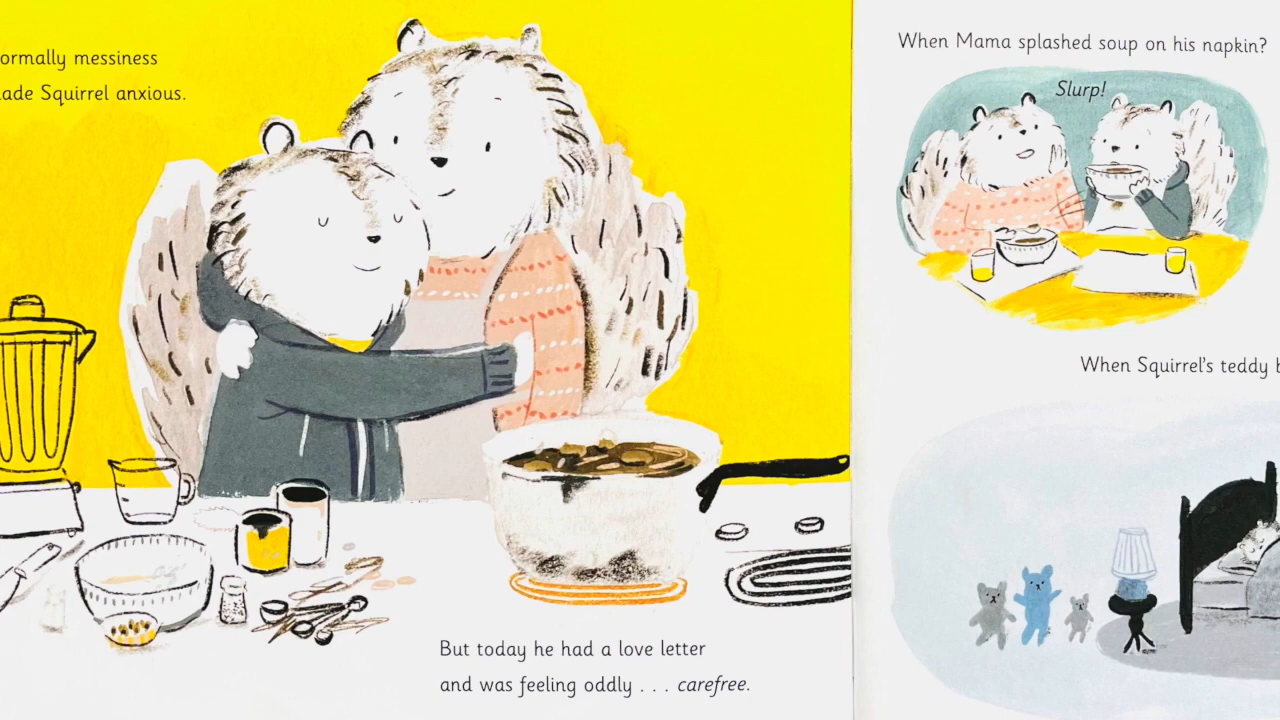 ormally messiness
ade Squirrel anxious.
But today he had a love letter
and was feeling oddly . . . carefree.
When Mama splashed soup on his napkin?
Slurp!
When Squirrel's teddy b